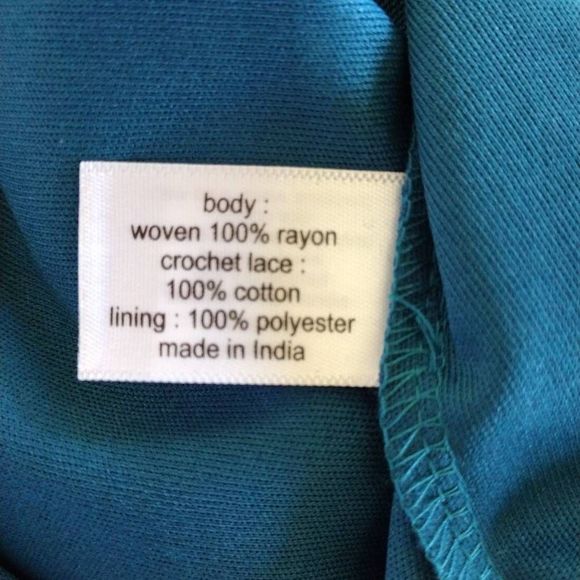 body :
woven 100% rayon
crochet lace :
100% cotton
lining : 100% polyester
made in India